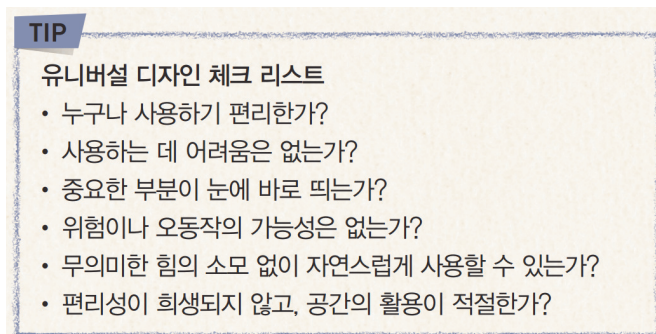 TIP
유니버설 디자인 체크 리스트
• 누구나 사용하기 편리한가?
• 사용하는 데 어려움은 없는가?
• 중요한 부분이 눈에 바로 띄는가?
• 위험이나 오동작의 가능성은 없는가?
• 무의미한 힘의 소모 없이 자연스럽게 사용할 수 있는가?
• 편리성이 희생되지 않고, 공간의 활용이 적절한가?